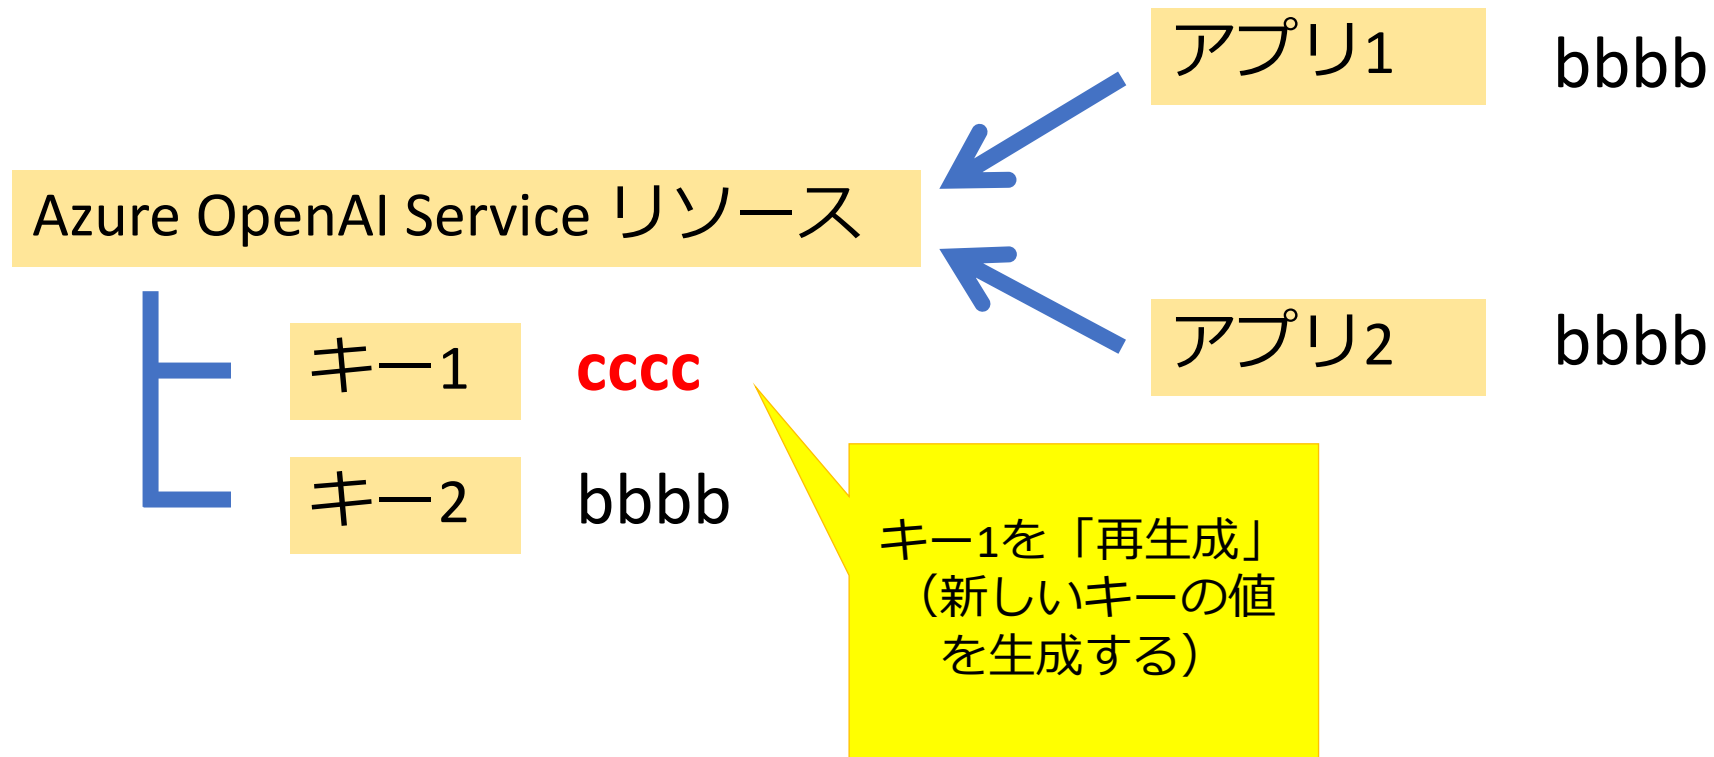 アプリ1
bbbb
Azure OpenAI Service リソース
アプリ2
bbbb
キー1
cccc
キー2
bbbb
キー1を「再生成」
（新しいキーの値
を生成する）